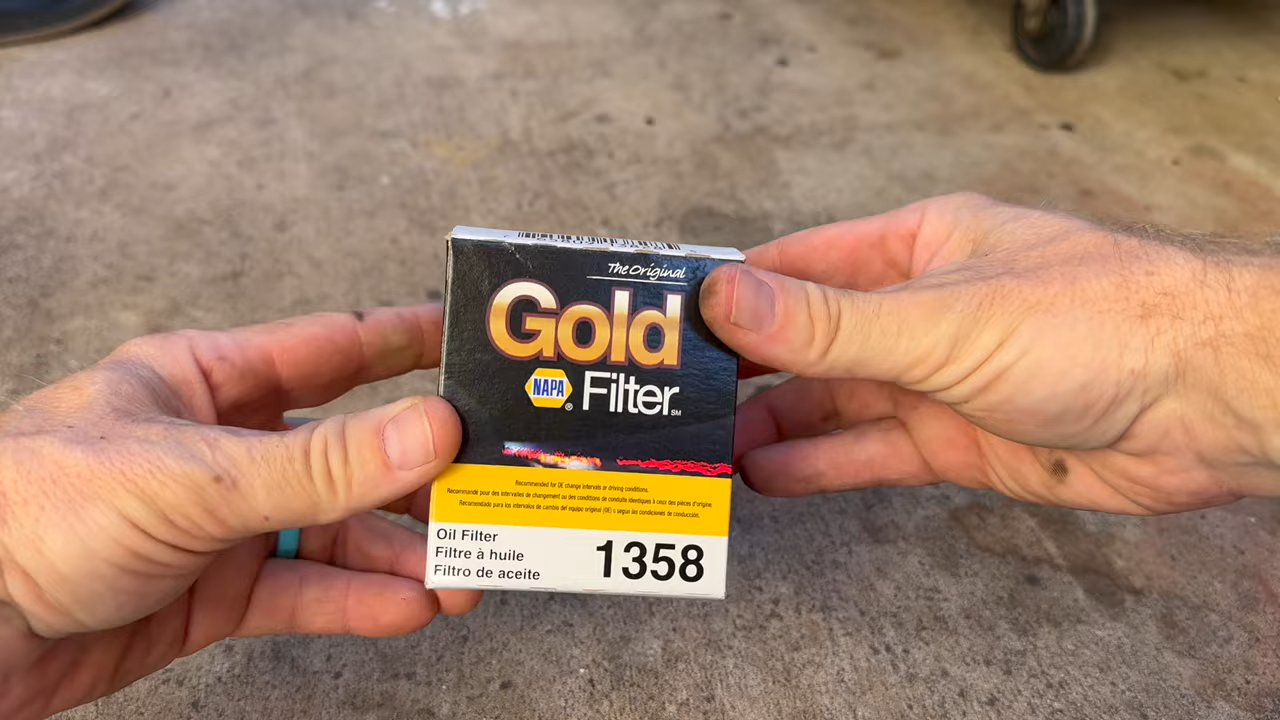 The Original
Gold
NAPA ® Filter SM
Recommended for OE change intervals or driving conditions.
Recommandé pour des intervalles de changement ou des conditions de conduite identiques à ceux des pièces d'origine.
Recomendado para los intervalos de cambio del equipo original (OE) o según las condiciones de conducción.
Oil Filter
Filtre à huile
Filtro de aceite
1358